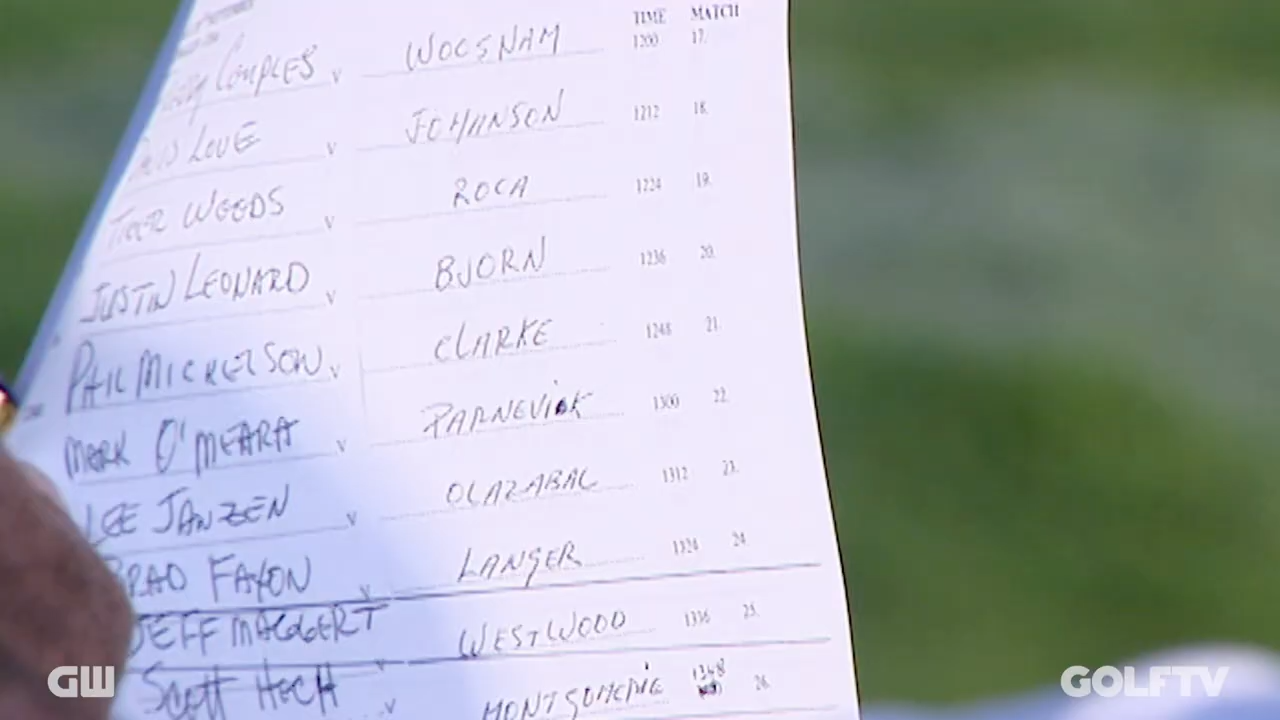 TIME MATCH
COUPLES v WOOSNAM 1200 17.
LOVE v JOHANSON 1212 18.
TIGER WOODS v ROCA 1224 19.
JUSTIN LEONARD v BJORN 1236 20.
PHIL MICKELSON v CLARKE 1248 21.
MARK O'MEARA v PARNEVIK 1300 22.
LEE JANZEN v OLAZABAL 1312 23.
BRAD FAXON v LANGER 1324 24.
JEFF MAGGERT v WESTWOOD 1336 25.
SCOTT HOCH v MONTGOMERIE 1348 26.
GW GOLFTV